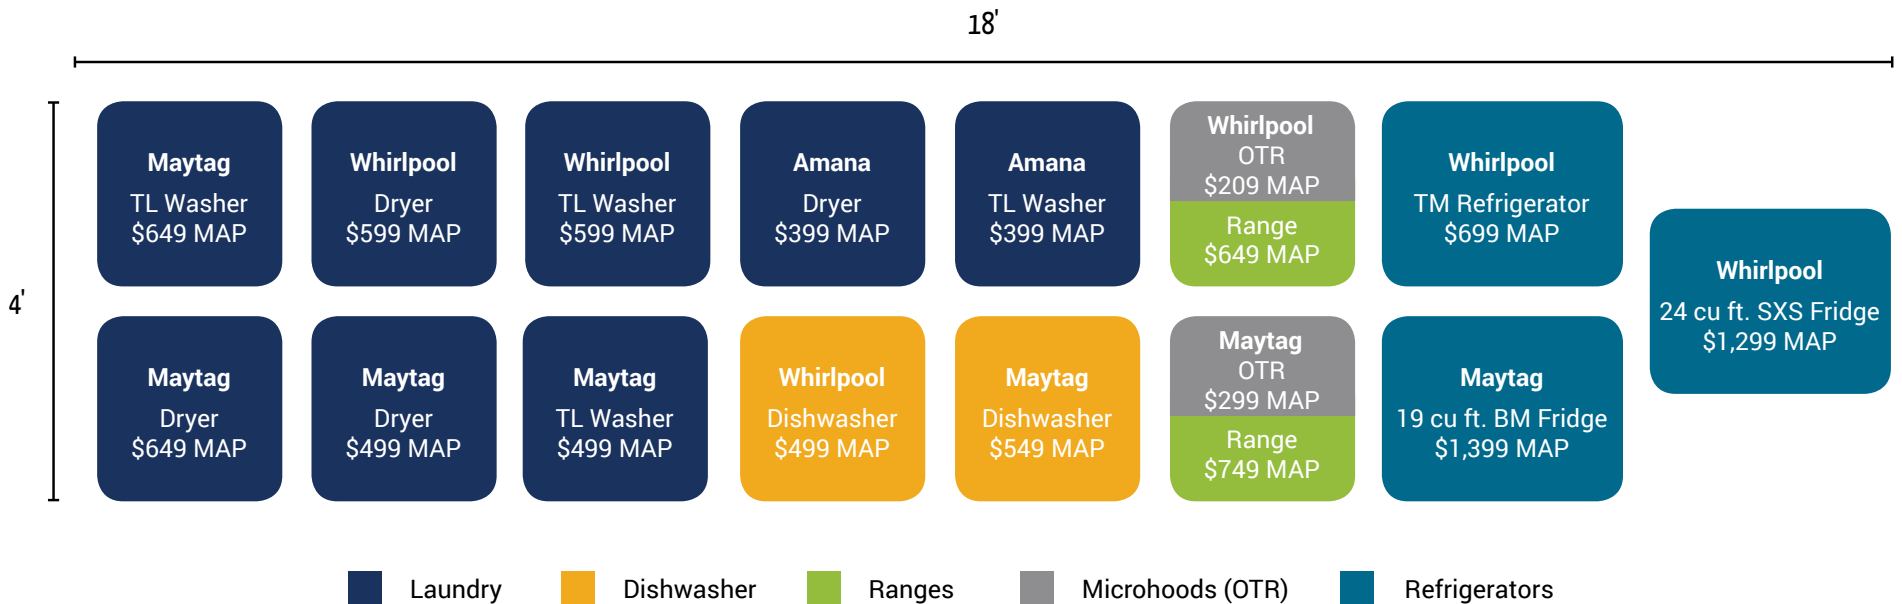 18'
4'
Maytag
TL Washer
$649 MAP
Whirlpool
Dryer
$599 MAP
Whirlpool
TL Washer
$599 MAP
Amana
Dryer
$399 MAP
Amana
TL Washer
$399 MAP
Whirlpool
OTR
$209 MAP
Range
$649 MAP
Whirlpool
TM Refrigerator
$699 MAP
Whirlpool
24 cu ft. SXS Fridge
$1,299 MAP
Maytag
Dryer
$649 MAP
Maytag
Dryer
$499 MAP
Maytag
TL Washer
$499 MAP
Whirlpool
Dishwasher
$499 MAP
Maytag
Dishwasher
$549 MAP
Maytag
OTR
$299 MAP
Range
$749 MAP
Maytag
19 cu ft. BM Fridge
$1,399 MAP
Laundry
Dishwasher
Ranges
Microhoods (OTR)
Refrigerators